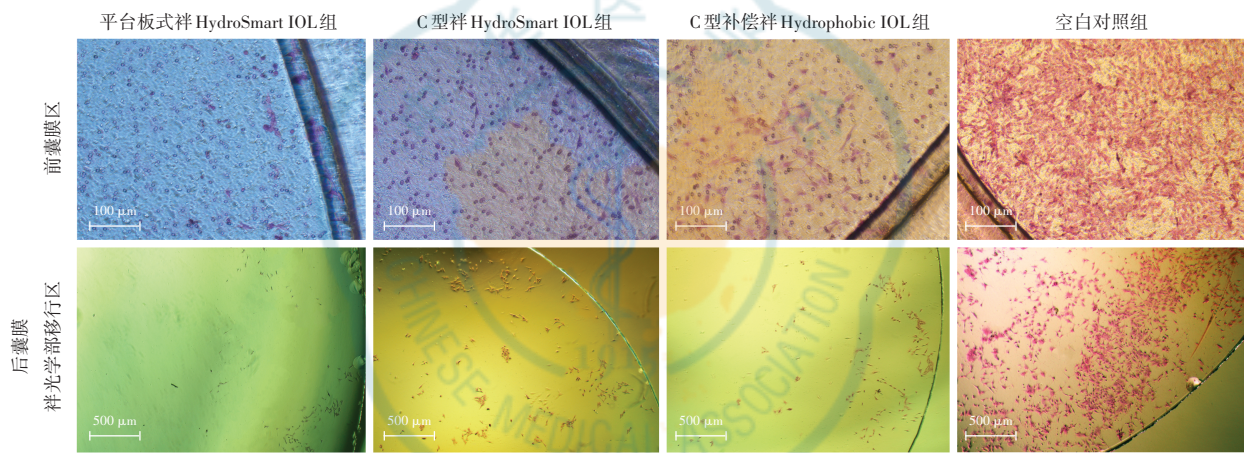 平台板式袢HydroSmart IOL组
C型袢HydroSmart IOL组
C型补偿袢Hydrophobic IOL组
空白对照组
前囊膜区
100 μm
100 μm
100 μm
100 μm
后囊膜
袢光学部移行区
500 μm
500 μm
500 μm
500 μm
CHINESE MEDICAL ASSOCIATION